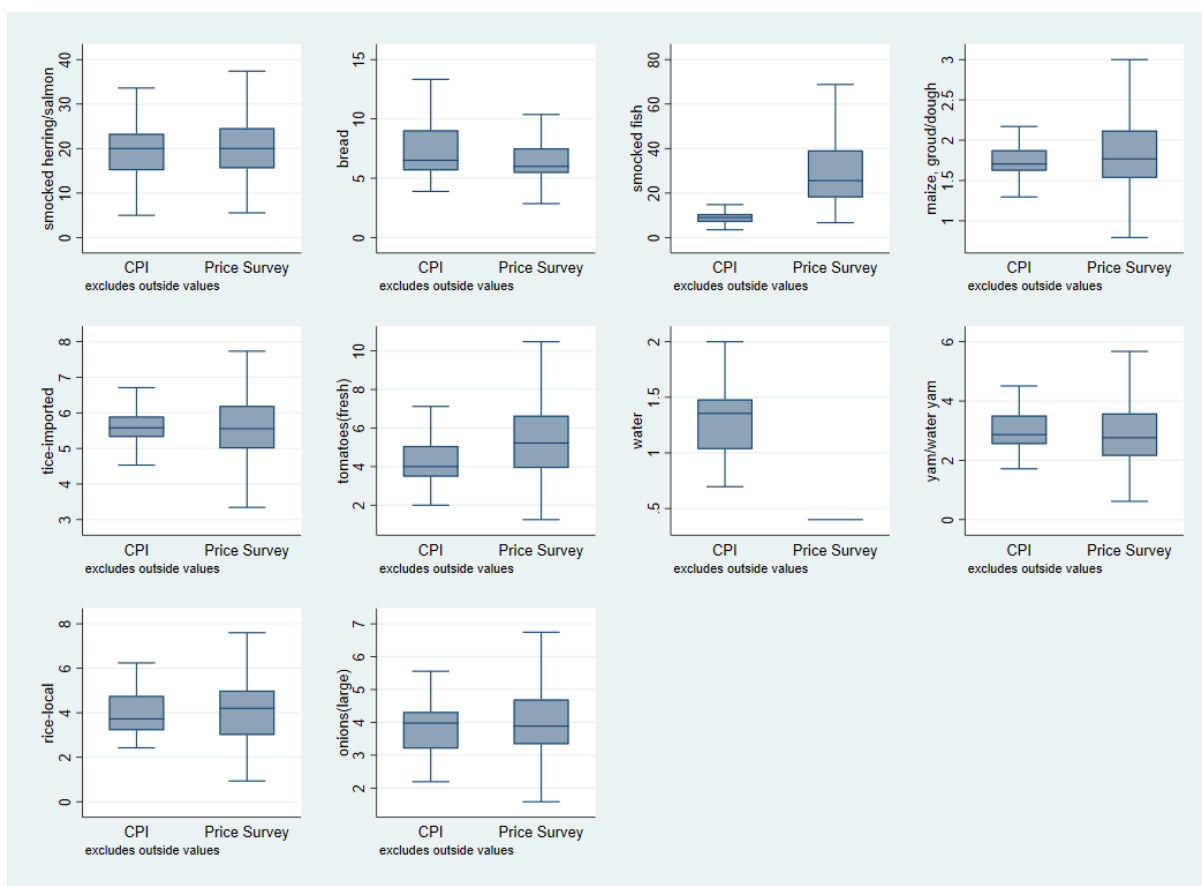 smocked herring/salmon
0 10 20 30 40
CPI Price Survey
excludes outside values
bread
0 5 10 15
CPI Price Survey
excludes outside values
smocked fish
0 20 40 60 80
CPI Price Survey
excludes outside values
maize, groud/dough
1 1.5 2 2.5 3
CPI Price Survey
excludes outside values
tice-imported
3 4 5 6 7 8
CPI Price Survey
excludes outside values
tomatoes(fresh)
2 4 6 8 10
CPI Price Survey
excludes outside values
water
.5 1 1.5 2
CPI Price Survey
excludes outside values
yam/water yam
0 2 4 6
CPI Price Survey
excludes outside values
rice-local
0 2 4 6 8
CPI Price Survey
excludes outside values
onions(large)
2 3 4 5 6 7
CPI Price Survey
excludes outside values